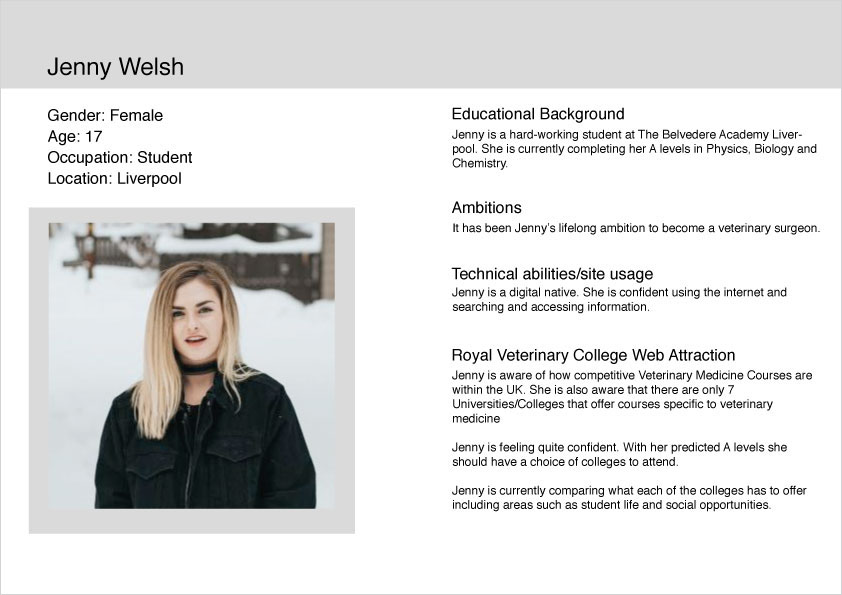 Jenny Welsh
Gender: Female
Age: 17
Occupation: Student
Location: Liverpool
Educational Background
Jenny is a hard-working student at The Belvedere Academy Liver-
pool. She is currently completing her A levels in Physics, Biology and
Chemistry.
Ambitions
It has been Jenny's lifelong ambition to become a veterinary surgeon.
Technical abilities/site usage
Jenny is a digital native. She is confident using the internet and
searching and accessing information.
Royal Veterinary College Web Attraction
Jenny is aware of how competitive Veterinary Medicine Courses are
within the UK. She is also aware that there are only 7
Universities/Colleges that offer courses specific to veterinary
medicine
Jenny is feeling quite confident. With her predicted A levels she
should have a choice of colleges to attend.
Jenny is currently comparing what each of the colleges has to offer
including areas such as student life and social opportunities.